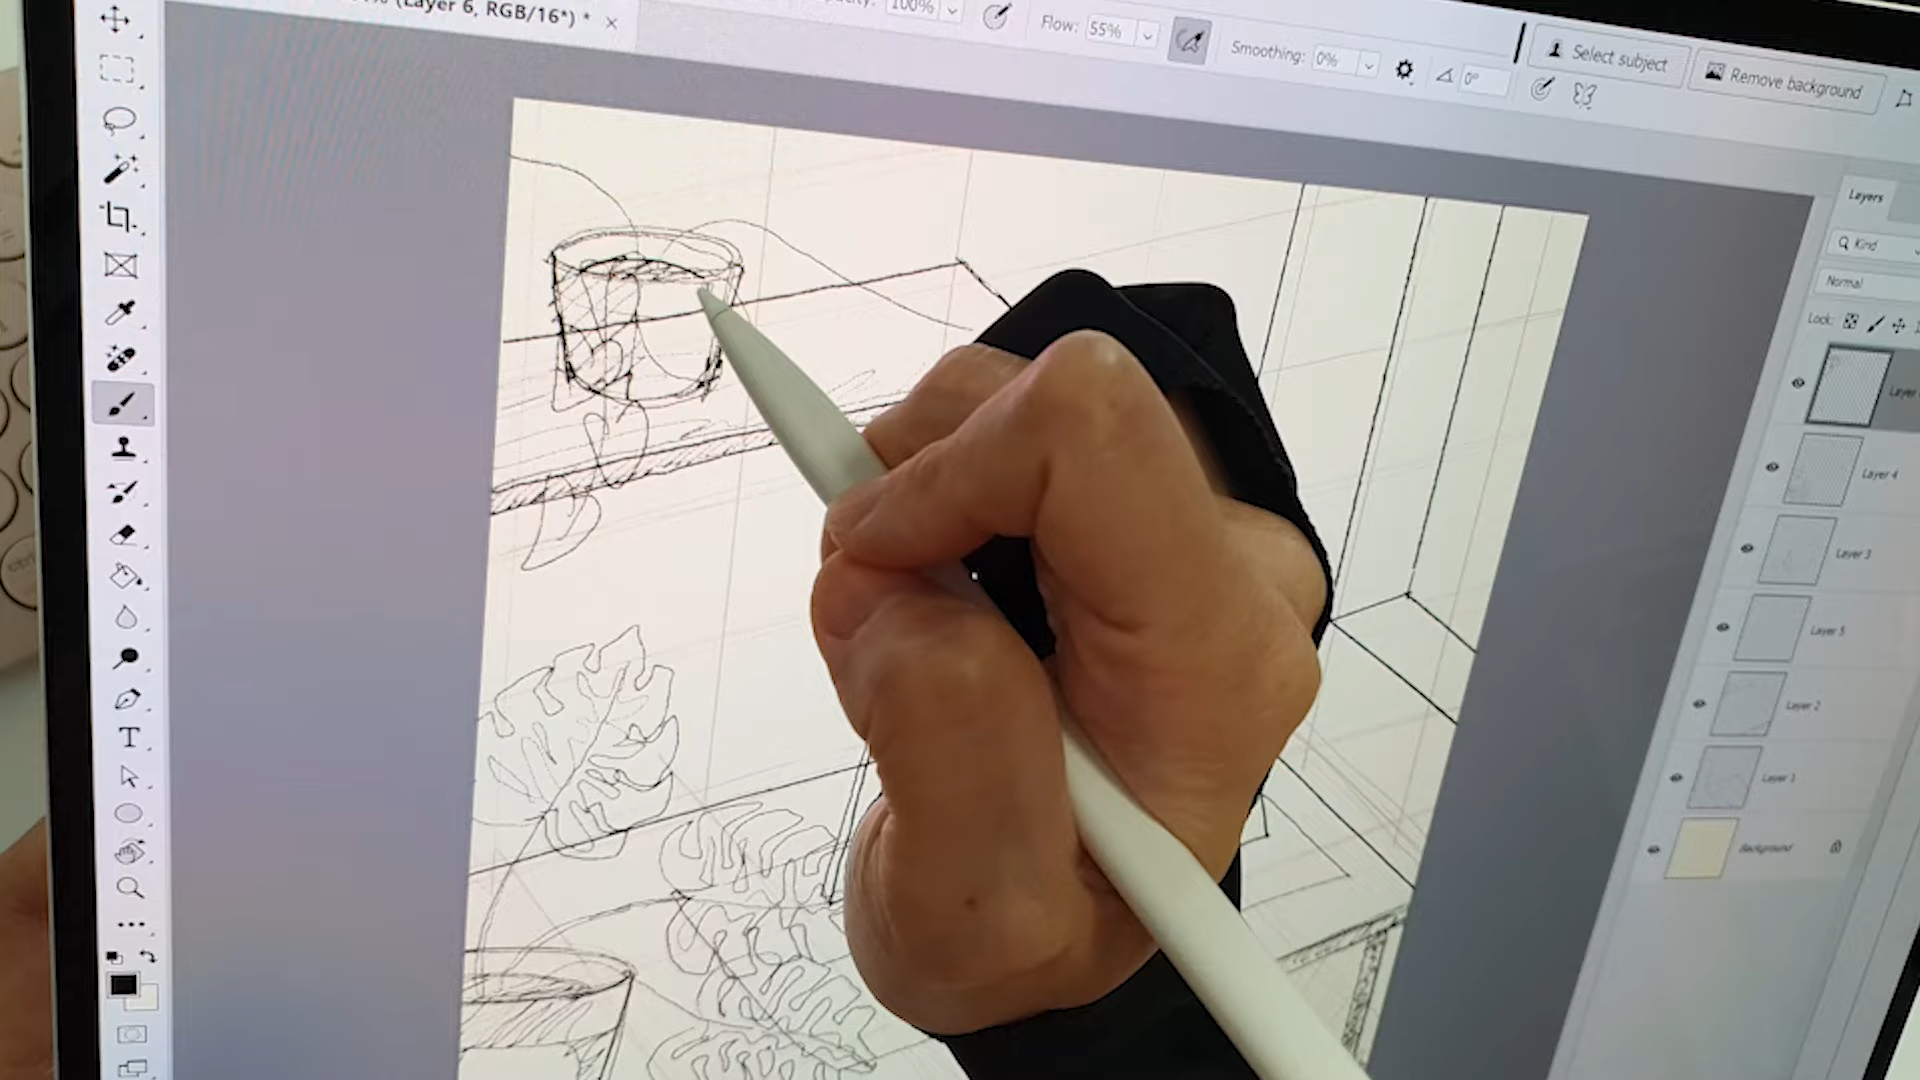 (Layer 6, RGB/16*) *
100%
Flow: 55%
Smoothing: 0%
0°
Select subject
Remove background
Layers
Kind
Normal
Lock:
Layer
Layer 4
Layer 3
Layer 5
Layer 2
Layer 1
Background
T